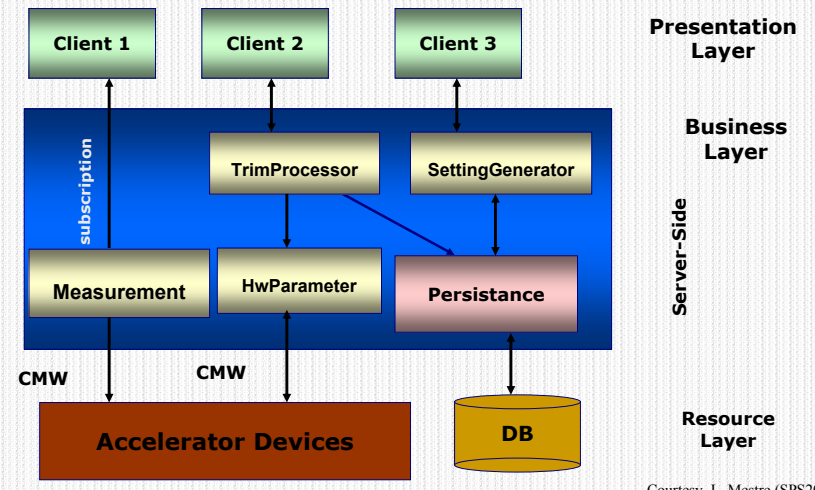 Client 1
Client 2
Client 3
Presentation
Layer
Business
Layer
subscription
TrimProcessor
SettingGenerator
Server-Side
Measurement
HwParameter
Persistance
CMW
CMW
Accelerator Devices
DB
Resource
Layer